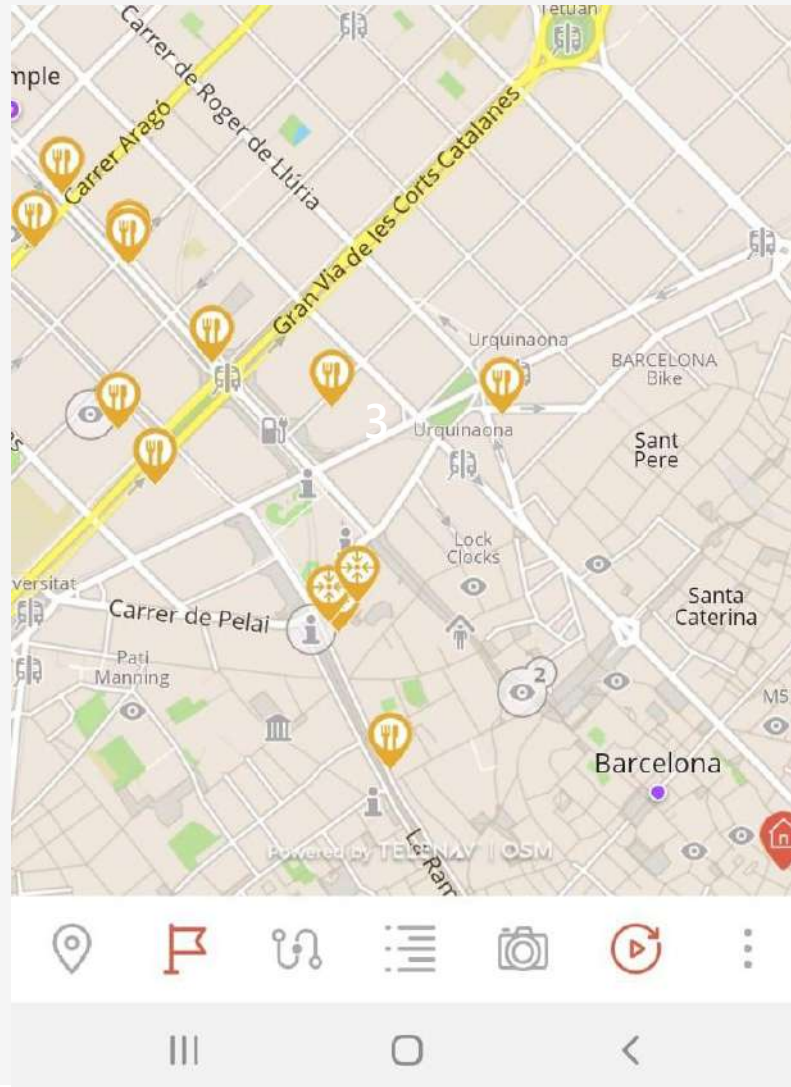 Tetuan
mple
Carrer de Roger de Llúria
Carrer Aragó
Gran Via de les Corts Catalanes
Urquinaona
BARCELONA
Bike
3
Urquinaona
Sant
Pere
Lock
Clocks
versitat
Carrer de Pelai
Santa
Caterina
Pati
Manning
2
M5
Barcelona
Powered by TELENAV | OSM
La Ram